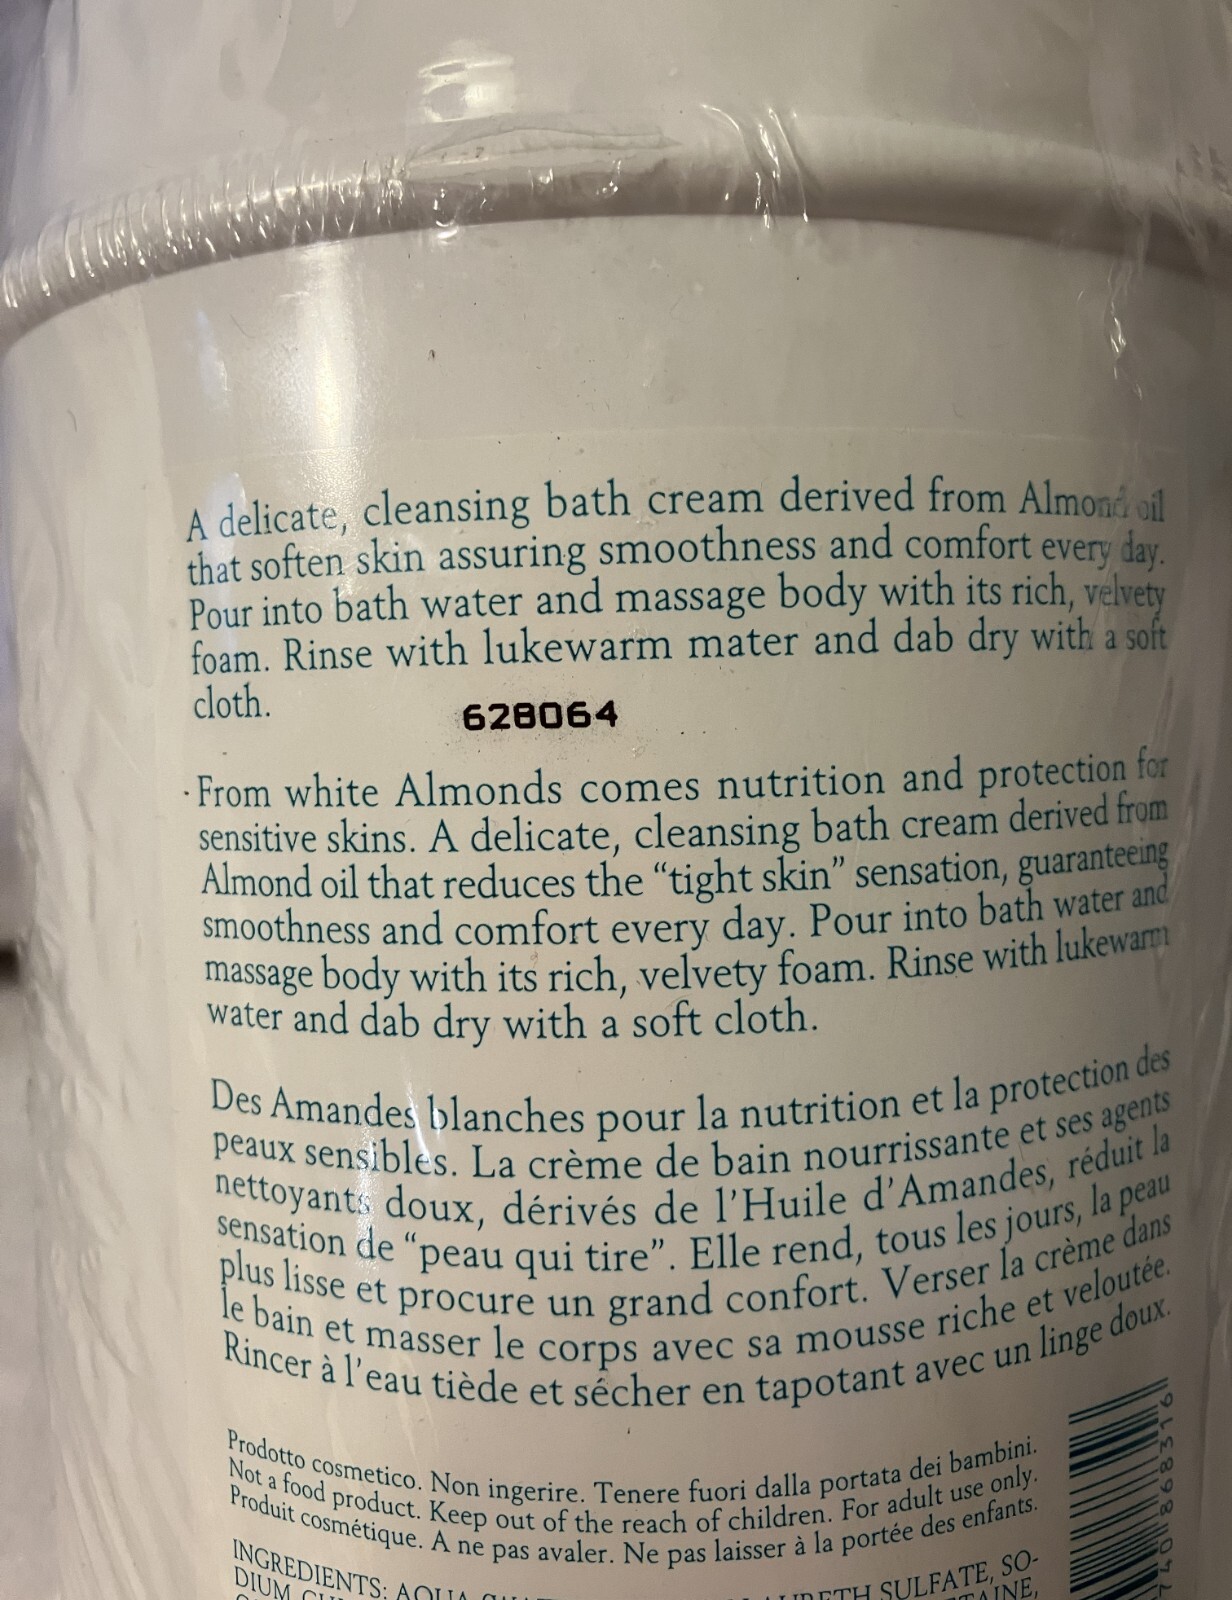 A delicate, cleansing bath cream derived from Almond oil
that soften skin assuring smoothness and comfort every day.
Pour into bath water and massage body with its rich, velvety
foam. Rinse with lukewarm mater and dab dry with a soft
cloth.
628064
From white Almonds comes nutrition and protection for
sensitive skins. A delicate, cleansing bath cream derived from
Almond oil that reduces the “tight skin” sensation, guaranteeing
smoothness and comfort every day. Pour into bath water and
massage body with its rich, velvety foam. Rinse with lukewarm
water and dab dry with a soft cloth.
Des Amandes blanches pour la nutrition et la protection des
peaux sensibles. La crème de bain nourrissante et ses agents
nettoyants doux, dérivés de l'Huile d'Amandes, réduit la
sensation de “peau qui tire”. Elle rend, tous les jours, la peau
plus lisse et procure un grand confort. Verser la crème dans
le bain et masser le corps avec sa mousse riche et veloutée.
Rincer à l'eau tiède et sécher en tapotant avec un linge doux.
Prodotto cosmetico. Non ingerire. Tenere fuori dalla portata dei bambini.
Not a food product. Keep out of the reach of children. For adult use only.
Produit cosmétique. A ne pas avaler. Ne pas laisser à la portée des enfants.
INGREDIENTS: AQUA SULFATE, SO-
DIUM
740868316